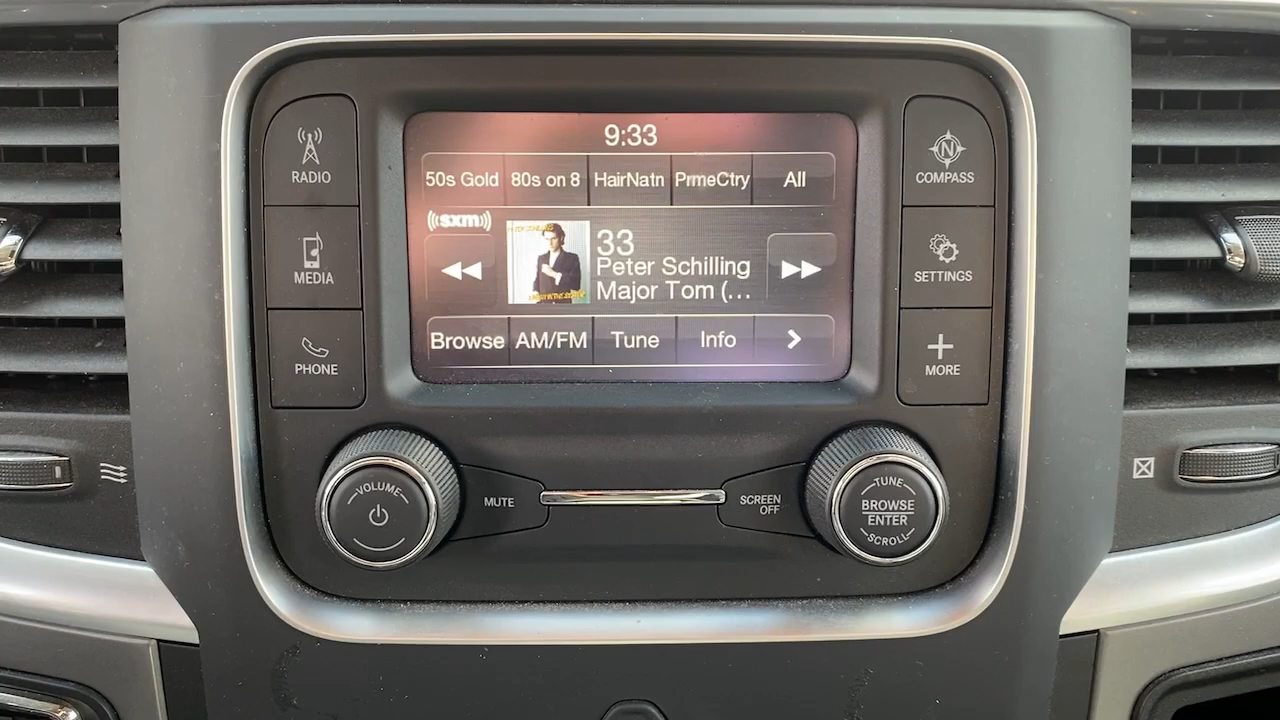 9:33
50s Gold 80s on 8 HairNatn PrmeCtry All
((sxm))
33
Peter Schilling
Major Tom (...
Browse AM/FM Tune Info >
RADIO
MEDIA
PHONE
N
COMPASS
SETTINGS
MORE
VOLUME
MUTE
SCREEN
OFF
TUNE
BROWSE
ENTER
SCROLL